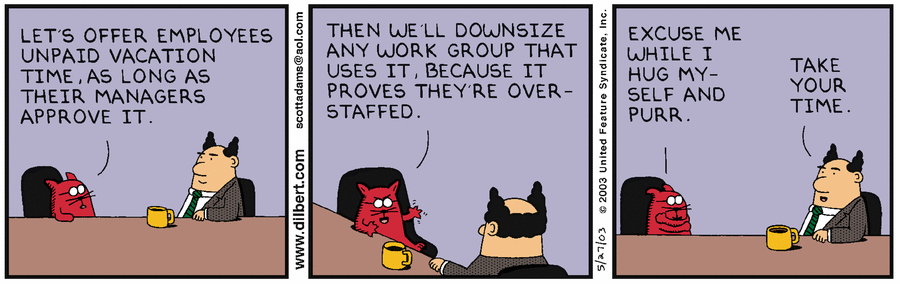 LET'S OFFER EMPLOYEES
UNPAID VACATION
TIME, AS LONG AS
THEIR MANAGERS
APPROVE IT.
www.dilbert.com
scottadams@aol.com
THEN WE'LL DOWNSIZE
ANY WORK GROUP THAT
USES IT, BECAUSE IT
PROVES THEY'RE OVER-
STAFFED.
5/27/03 © 2003 United Feature Syndicate, Inc.
EXCUSE ME
WHILE I
HUG MY-
SELF AND
PURR.
TAKE
YOUR
TIME.